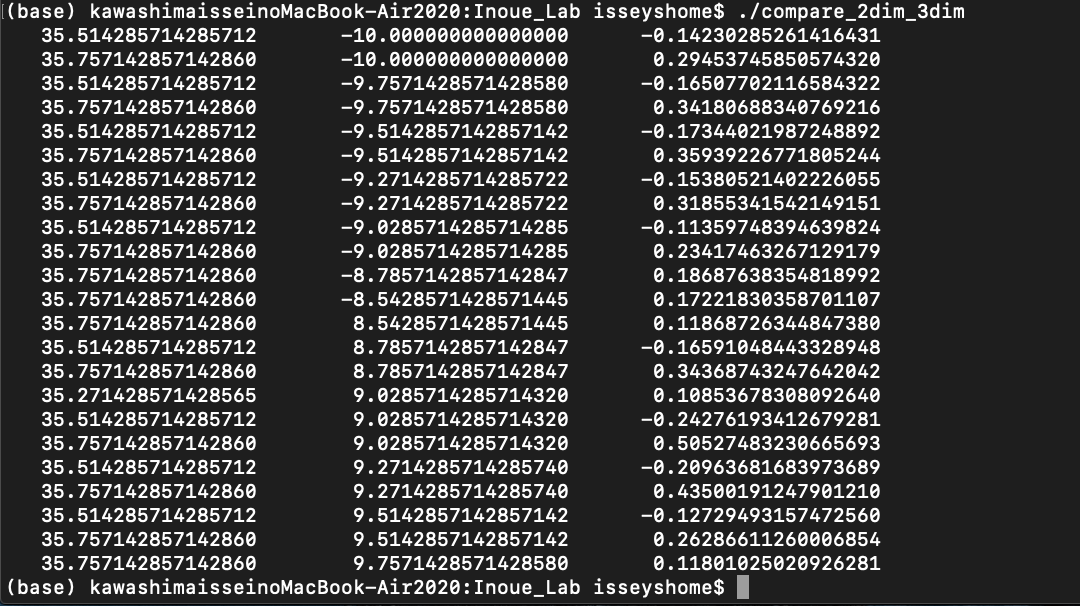 (base) kawashimaisseinoMacBook-Air2020:Inoue_Lab isseyshome$ ./compare_2dim_3dim
35.514285714285712 -10.000000000000000 -0.14230285261416431
35.757142857142860 -10.000000000000000 0.29453745850574320
35.514285714285712 -9.7571428571428580 -0.16507702116584322
35.757142857142860 -9.7571428571428580 0.34180688340769216
35.514285714285712 -9.5142857142857142 -0.17344021987248892
35.757142857142860 -9.5142857142857142 0.35939226771805244
35.514285714285712 -9.2714285714285722 -0.15380521402226055
35.757142857142860 -9.2714285714285722 0.31855341542149151
35.514285714285712 -9.0285714285714285 -0.11359748394639824
35.757142857142860 -9.0285714285714285 0.23417463267129179
35.757142857142860 -8.7857142857142847 0.18687638354818992
35.757142857142860 -8.5428571428571445 0.17221830358701107
35.757142857142860 8.5428571428571445 0.11868726344847380
35.514285714285712 8.7857142857142847 -0.16591048443328948
35.757142857142860 8.7857142857142847 0.34368743247642042
35.271428571428565 9.0285714285714320 0.10853678308092640
35.514285714285712 9.0285714285714320 -0.24276193412679281
35.757142857142860 9.0285714285714320 0.50527483230665693
35.514285714285712 9.2714285714285740 -0.20963681683973689
35.757142857142860 9.2714285714285740 0.43500191247901210
35.514285714285712 9.5142857142857142 -0.12729493157472560
35.757142857142860 9.5142857142857142 0.26286611260006854
35.757142857142860 9.7571428571428580 0.11801025020926281
(base) kawashimaisseinoMacBook-Air2020:Inoue_Lab isseyshome$